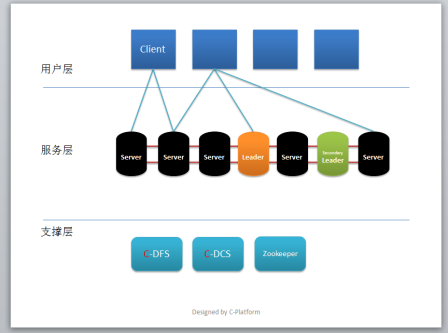 Client
用户层
服务层
Server
Server
Server
Leader
Server
Secondary
Leader
Server
支撑层
C-DFS
C-DCS
Zookeeper
Designed by C-Platform